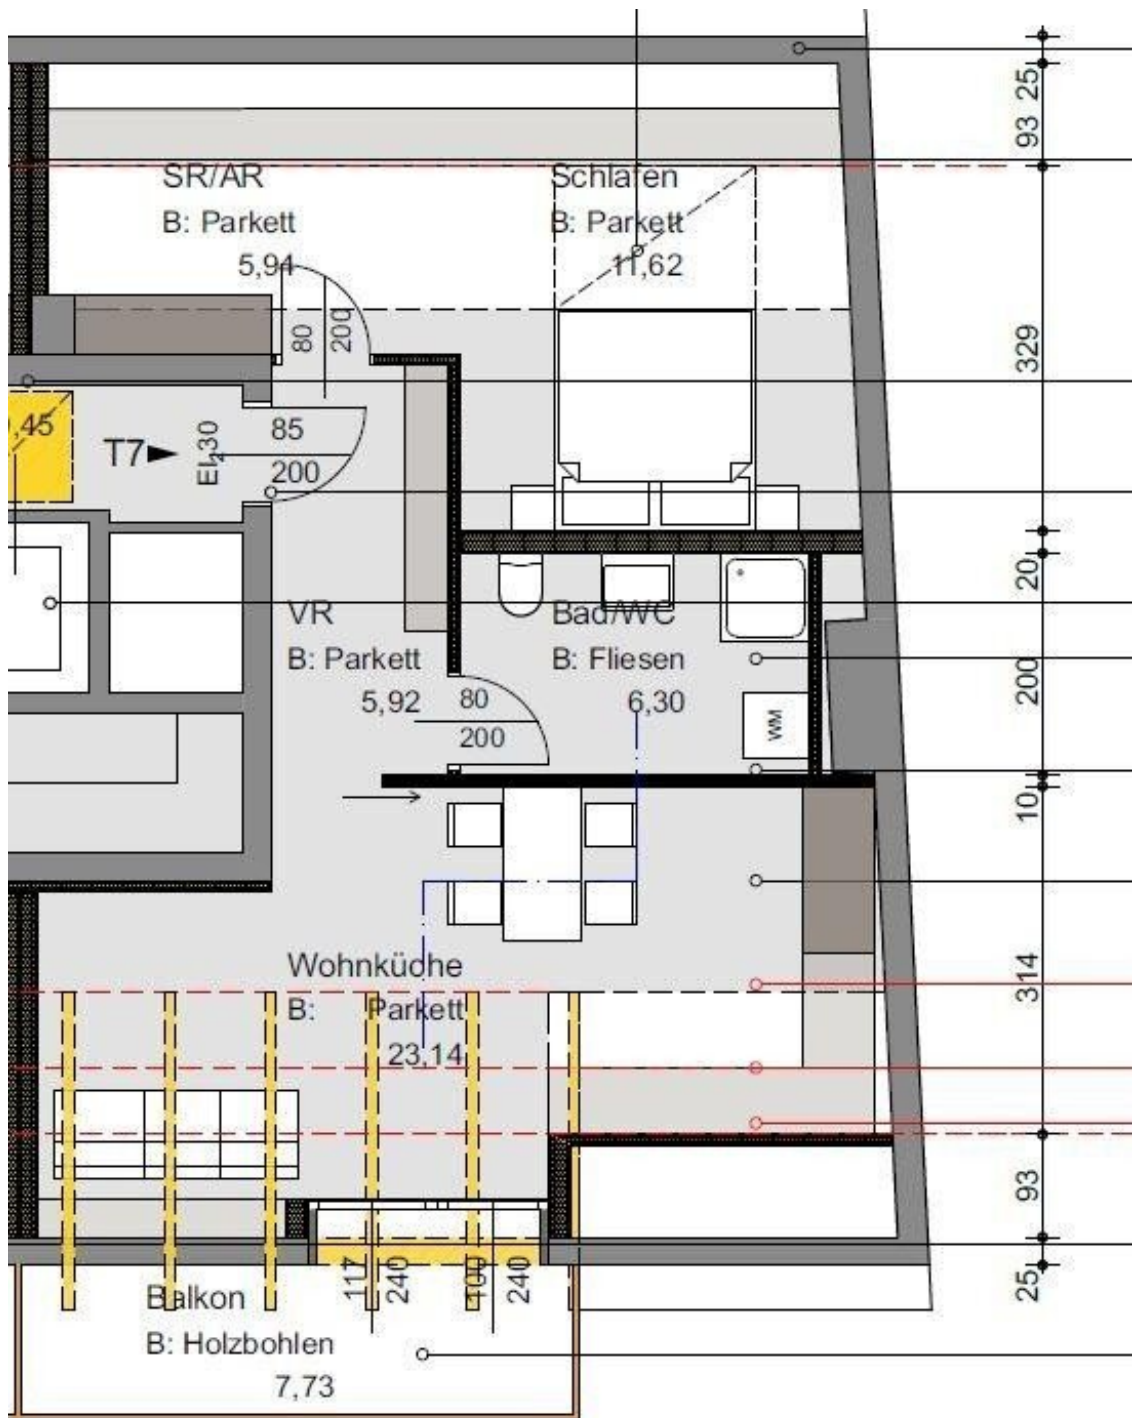 SR/AR
B: Parkett
5,94
Schlafen
B: Parkett
11,62
80
200
,45
T7
EI₂30
85
200
VR
B: Parkett
5,92
80
200
Bad/WC
B: Fliesen
6,30
WM
Wohnküche
B: Parkett
23,14
117
240
100
240
Balkon
B: Holzbohlen
7,73
25
93
329
20
200
10
314
93
25